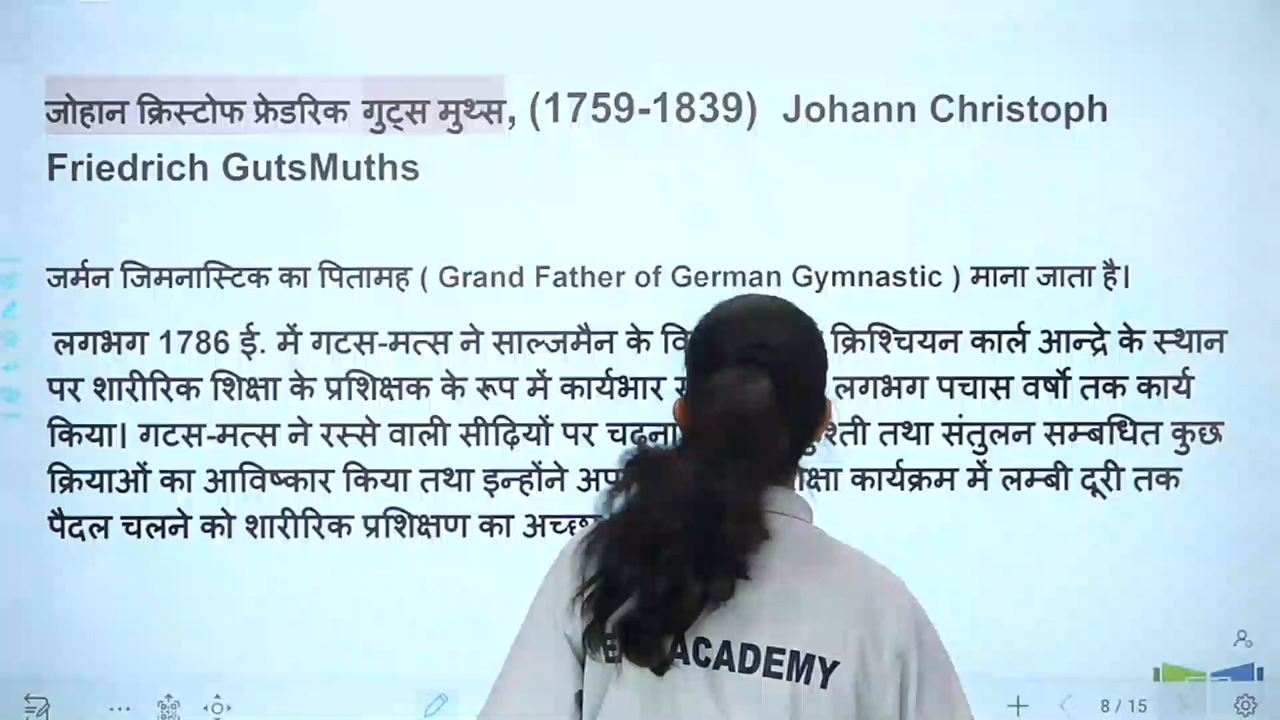 जोहान क्रिस्टोफ फ्रेडरिक गुट्स मुथ्स, (1759-1839) Johann Christoph
Friedrich GutsMuths
जर्मन जिमनास्टिक का पितामह ( Grand Father of German Gymnastic ) माना जाता है।
लगभग 1786 ई. में गटस-मत्स ने साल्जमैन के क्रिश्चियन कार्ल आन्द्रे के स्थान
पर शारीरिक शिक्षा के प्रशिक्षक के रूप में कार्यभार लगभग पचास वर्षो तक कार्य
किया। गटस-मत्स ने रस्से वाली सीढ़ियों पर चढ़ना तथा संतुलन सम्बधित कुछ
क्रियाओं का आविष्कार किया तथा इन्होंने कार्यक्रम में लम्बी दूरी तक
पैदल चलने को शारीरिक प्रशिक्षण का
ACADEMY
8 / 15